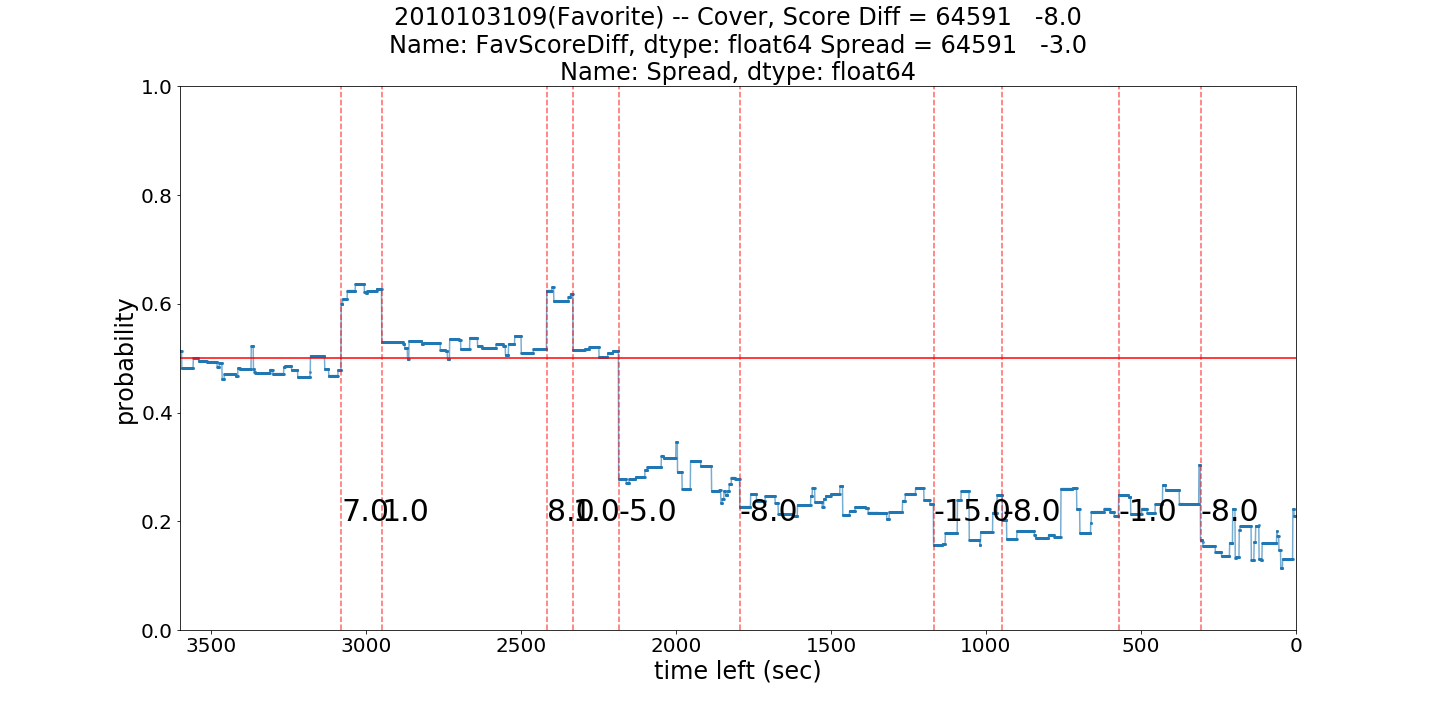 2010103109(Favorite) -- Cover, Score Diff = 64591   -8.0
Name: FavScoreDiff, dtype: float64 Spread = 64591   -3.0
Name: Spread, dtype: float64
1.0
0.8
0.6
0.4
0.2
0.0
probability
7.0 1.0 8.0 1.0 -5.0 -8.0 -15.0 -8.0 -1.0 -8.0
3500 3000 2500 2000 1500 1000 500 0
time left (sec)